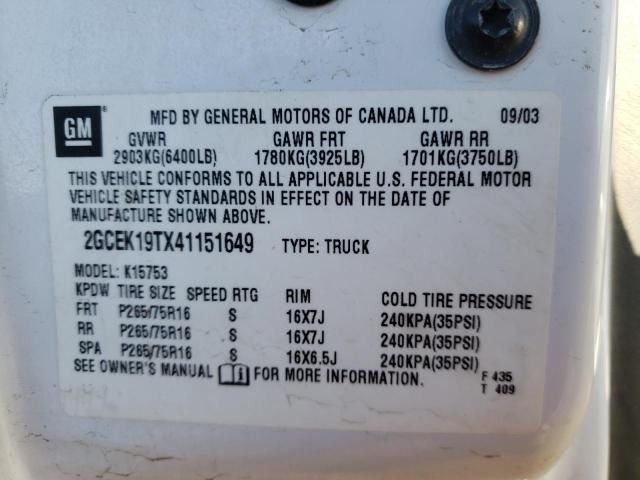 GM
MFD BY GENERAL MOTORS OF CANADA LTD. 09/03
GVWR GAWR FRT GAWR RR
2903KG(6400LB) 1780KG(3925LB) 1701KG(3750LB)
THIS VEHICLE CONFORMS TO ALL APPLICABLE U.S. FEDERAL MOTOR
VEHICLE SAFETY STANDARDS IN EFFECT ON THE DATE OF
MANUFACTURE SHOWN ABOVE.
2GCEK19TX41151649 TYPE: TRUCK
MODEL: K15753
KPDW TIRE SIZE SPEED RTG RIM COLD TIRE PRESSURE
FRT P265/75R16 S 16X7J 240KPA(35PSI)
RR P265/75R16 S 16X7J 240KPA(35PSI)
SPA P265/75R16 S 16X6.5J 240KPA(35PSI)
SEE OWNER'S MANUAL FOR MORE INFORMATION. F 435
T 409